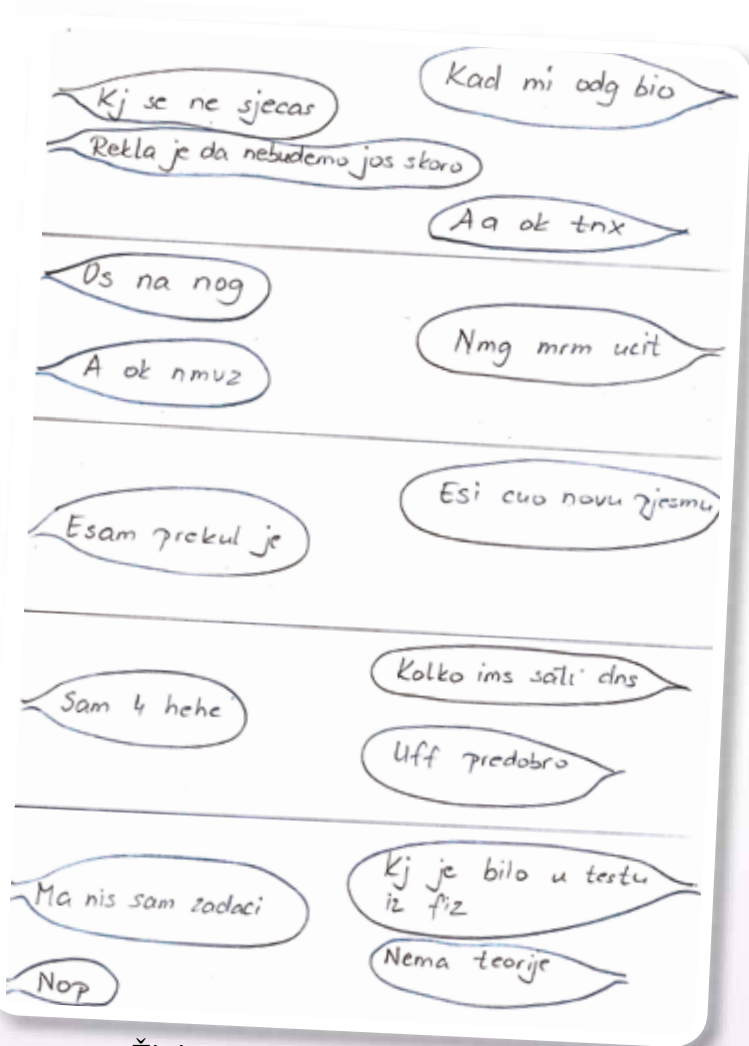 Kad mi odg bio
Kj se ne sjecas
Rekla je da nebudemo jos skoro
Aa ok tnx
Os na nog
Nmg mrm ucit
A ok nmvz
Esi cuo novu pjesmu
Esam prekul je
Kolko ims sati dns
Sam 4 hehe
Uff predobro
Kj je bilo u testu
iz fiz
Ma nis sam zadaci
Nema teorije
Nop